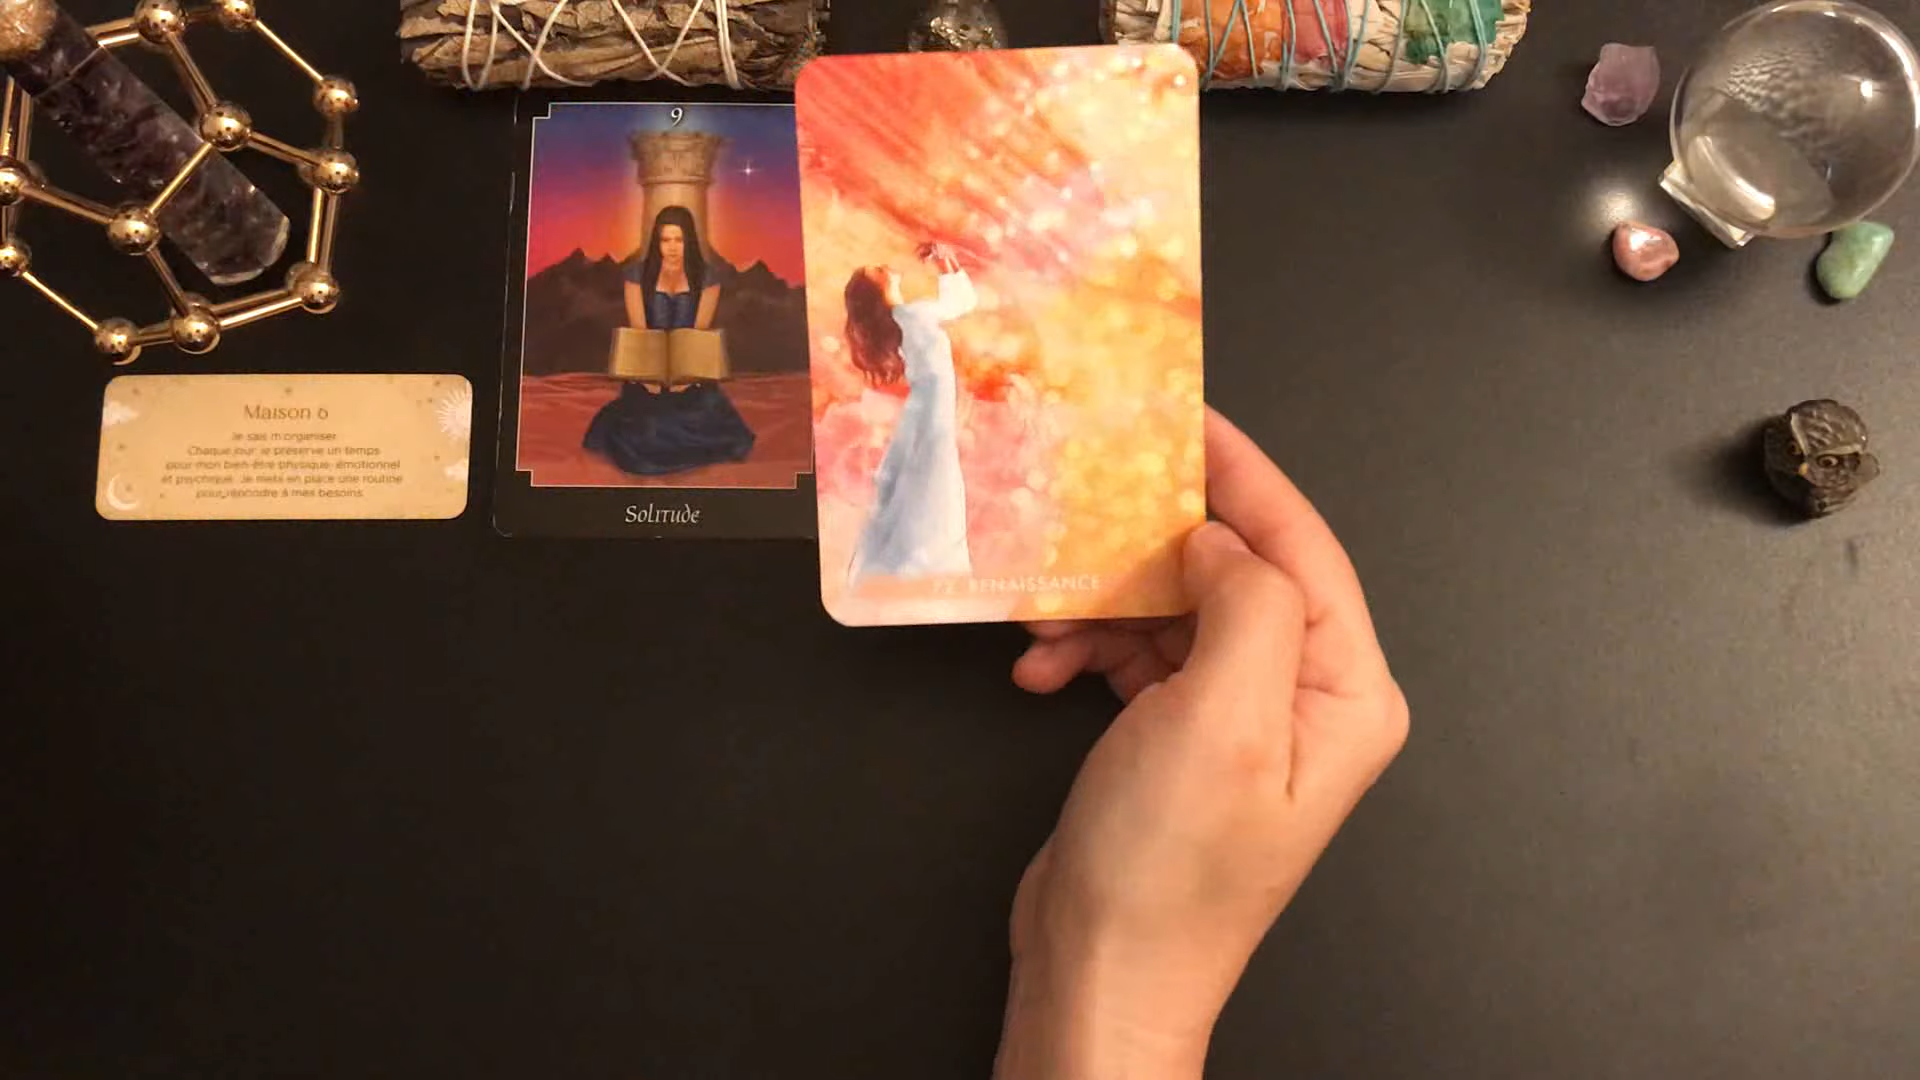 Maison 6
Je sais m'organiser.
Chaque jour je préserve un temps
pour mon bien-être physique, émotionnel
et psychique. Je mets en place une routine
pour répondre à mes besoins.
9
Solitude
RENAISSANCE